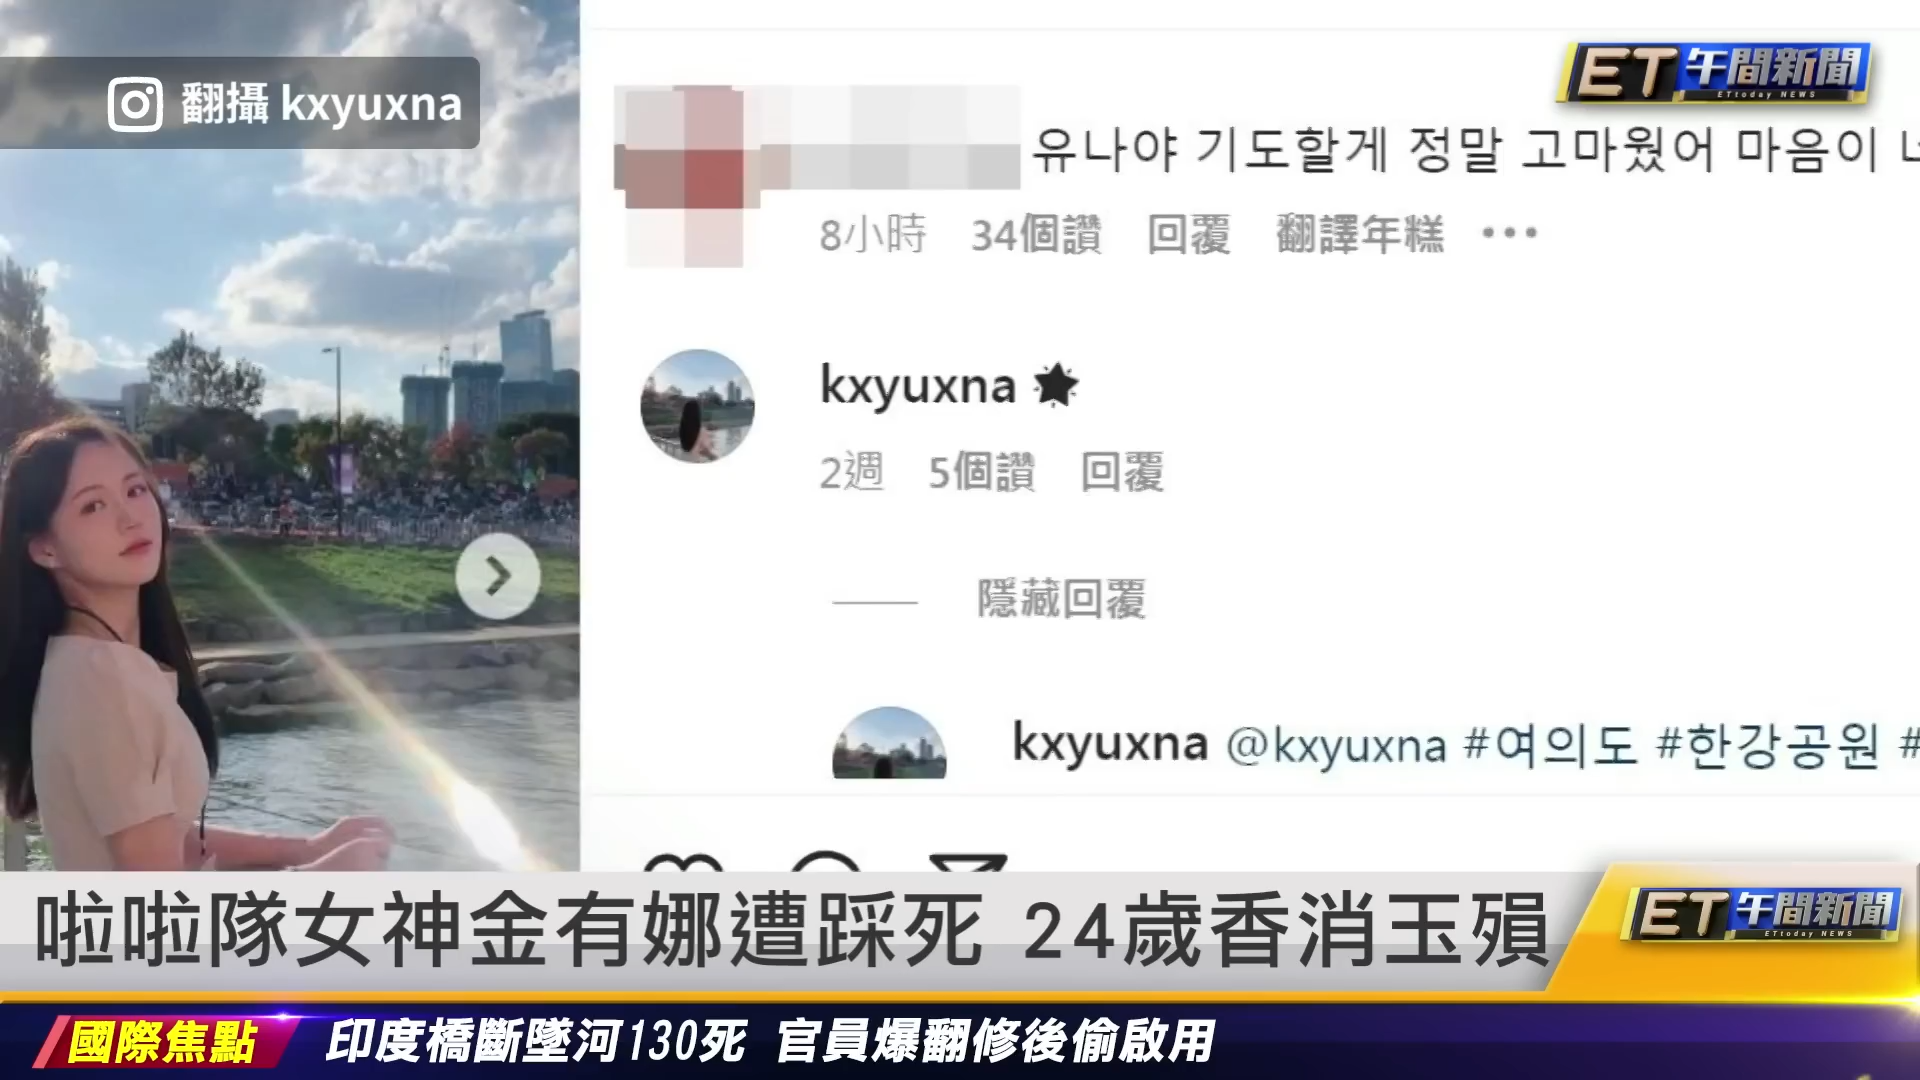 翻攝 kxyuxna
ET午間新聞
ETtoday NEWS
유나야 기도할게 정말 고마웠어 마음이
8小時 34個讚 回覆 翻譯年糕 •••
kxyuxna
2週 5個讚 回覆
隱藏回覆
kxyuxna @kxyuxna #여의도 #한강공원 #
啦啦隊女神金有娜遭踩死 24歲香消玉殞
ET午間新聞
ETtoday NEWS
國際焦點 印度橋斷墜河130死 官員爆翻修後偷啟用